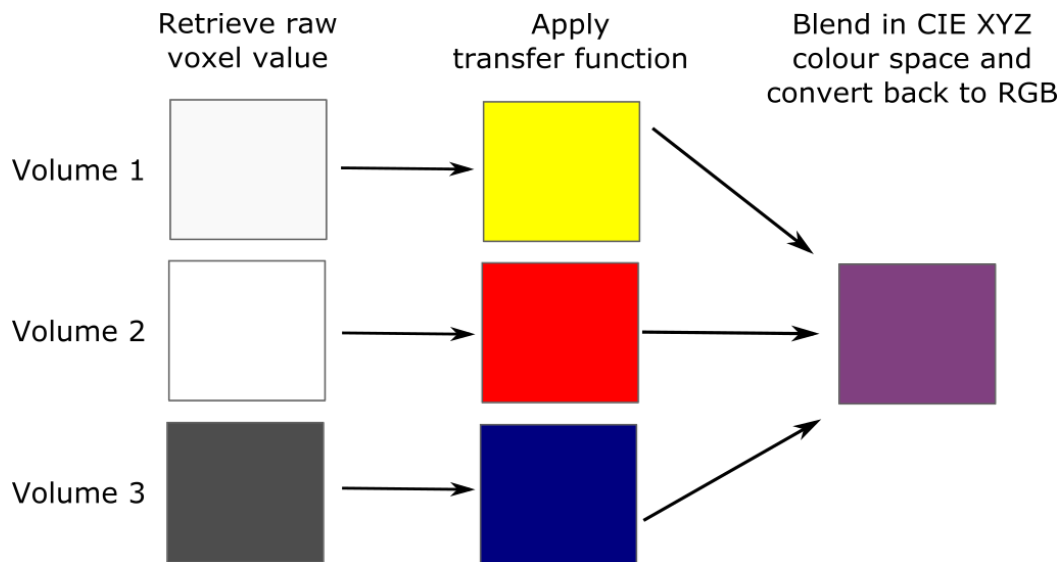 Retrieve raw
voxel value
Apply
transfer function
Blend in CIE XYZ
colour space and
convert back to RGB
Volume 1
Volume 2
Volume 3